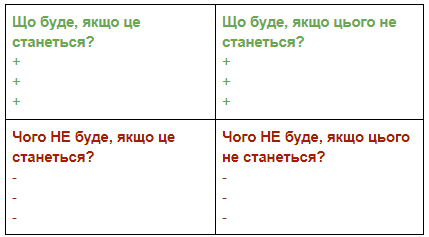 Що буде, якщо це
станеться?
+
+
+
Що буде, якщо цього не
станеться?
+
+
+
Чого НЕ буде, якщо це
станеться?
-
-
-
Чого НЕ буде, якщо цього
не станеться?
-
-
-